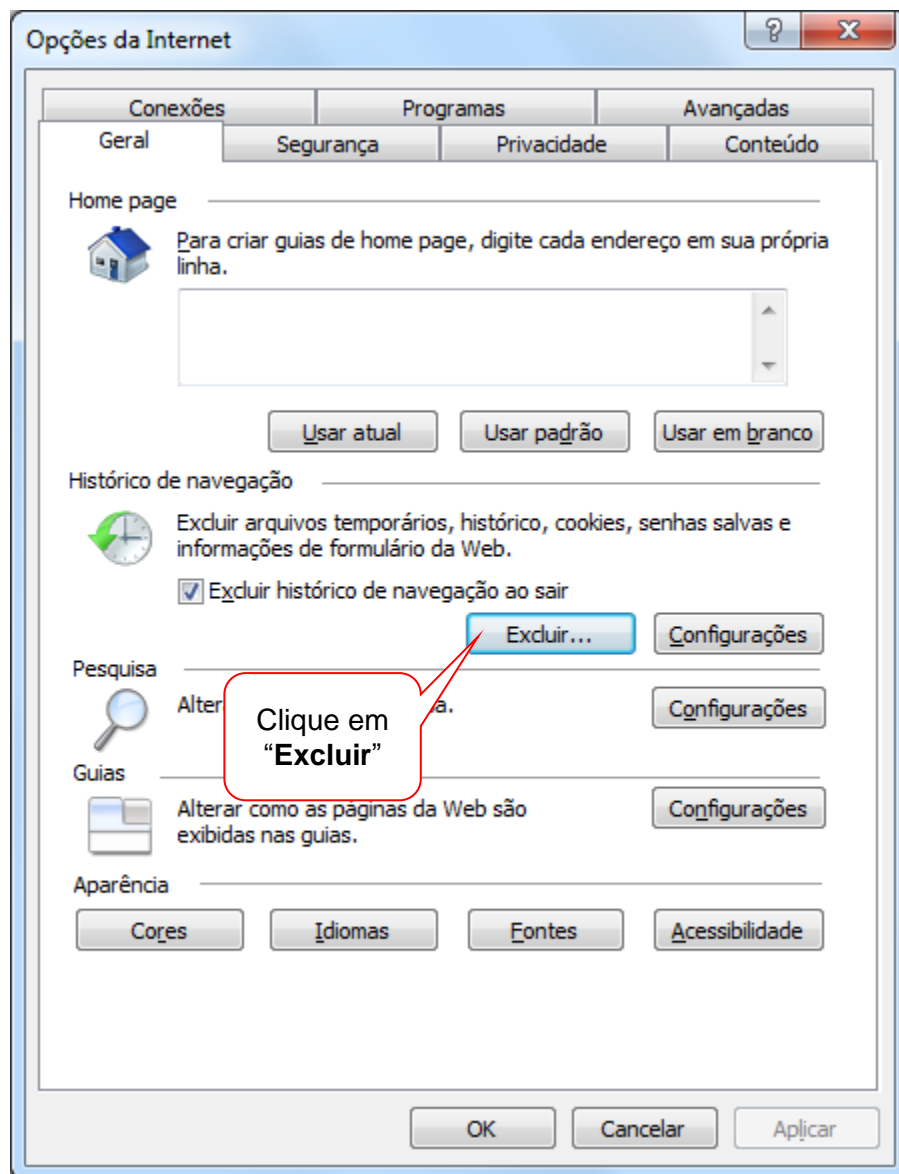 Opções da Internet
Conexões Programas Avançadas
Geral Segurança Privacidade Conteúdo
Home page
Para criar guias de home page, digite cada endereço em sua própria
linha.
Usar atual Usar padrão Usar em branco
Histórico de navegação
Excluir arquivos temporários, histórico, cookies, senhas salvas e
informações de formulário da Web.
Excluir histórico de navegação ao sair
Excluir... Configurações
Pesquisa
Configurações
Clique em
“Excluir”
Guias
Alterar como as páginas da Web são
exibidas nas guias.
Configurações
Aparência
Cores Idiomas Fontes Acessibilidade
OK Cancelar Aplicar